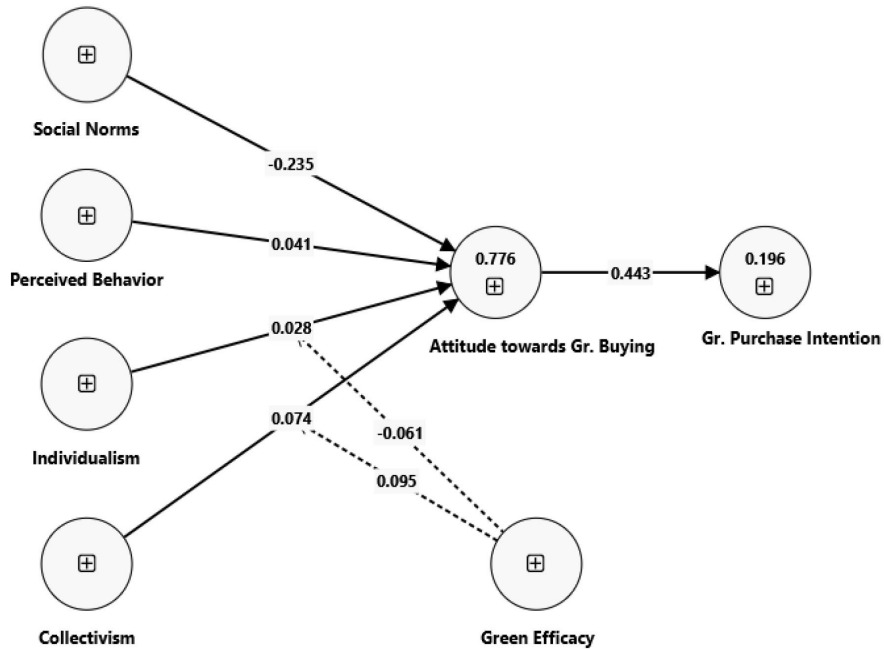 Social Norms
-0.235
Perceived Behavior
0.041
0.776
0.443
0.196
Attitude towards Gr. Buying
Gr. Purchase Intention
Individualism
0.028
0.074
-0.061
0.095
Collectivism
Green Efficacy